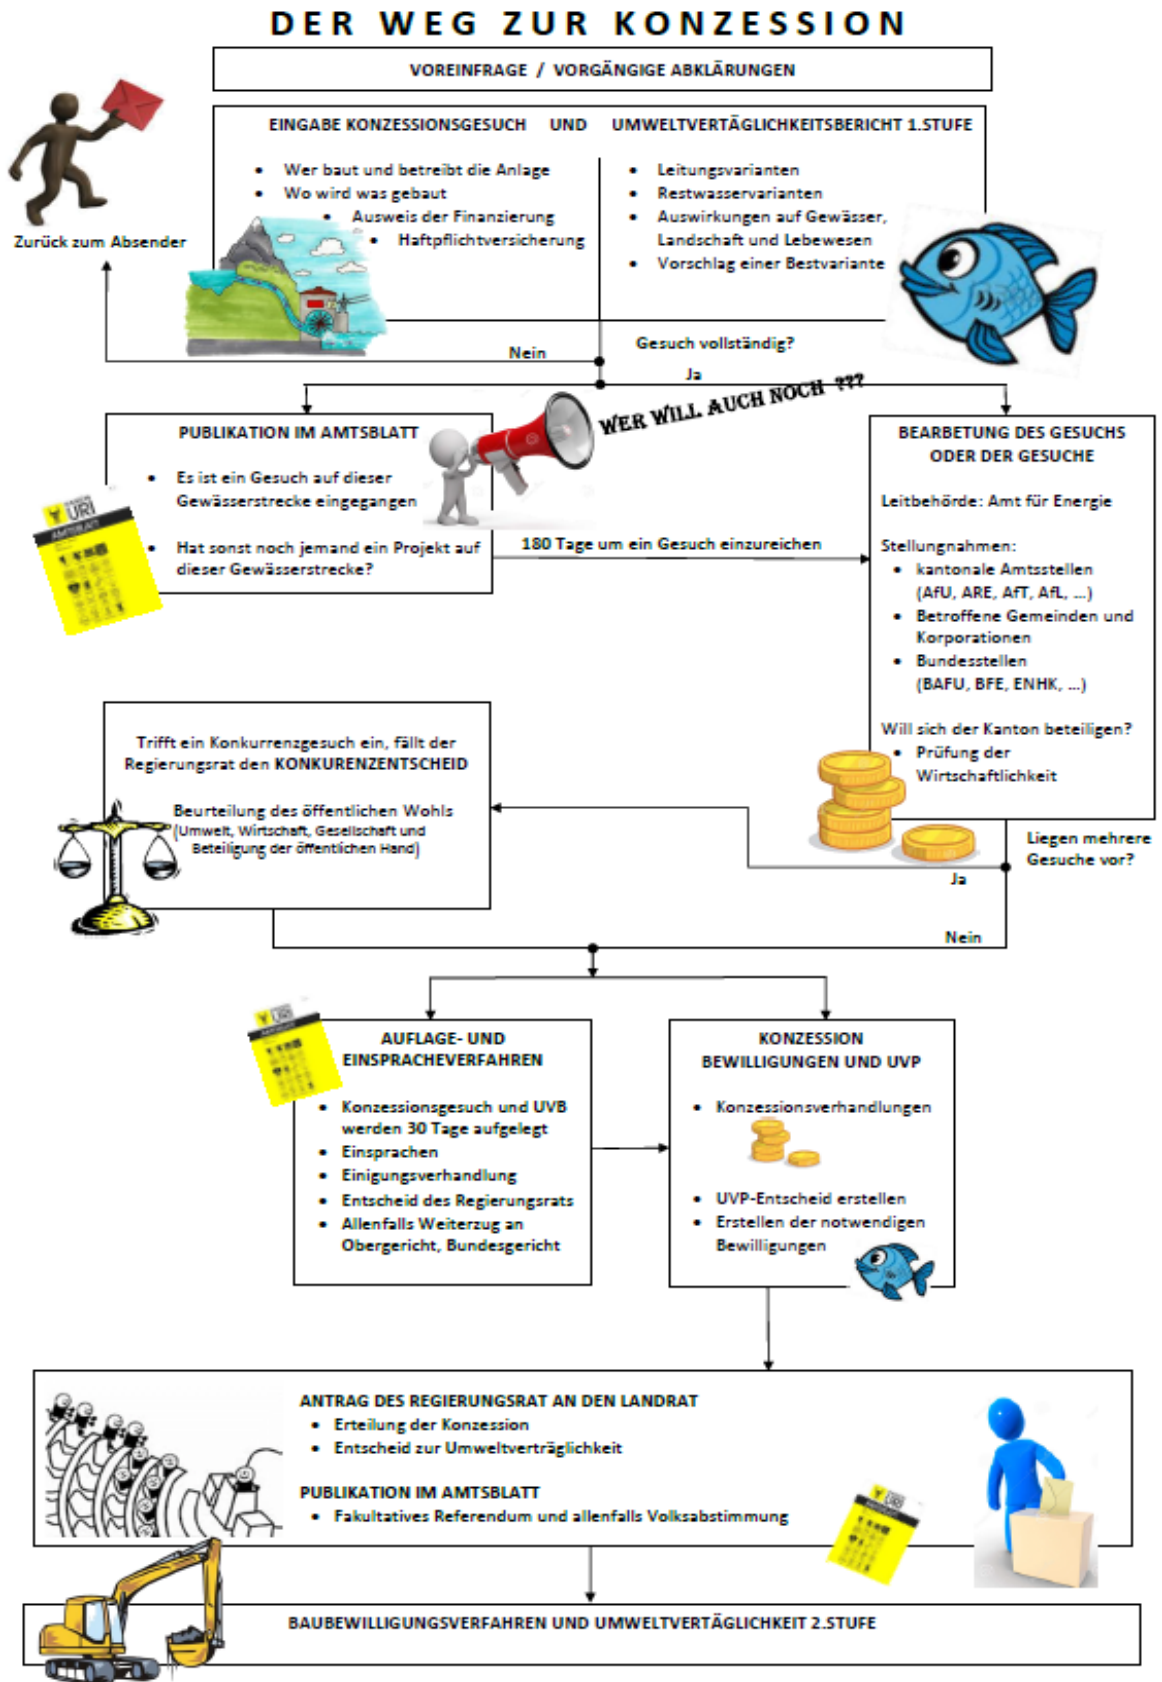 DER WEG ZUR KONZESSION
VOREINFRAGE / VORGÄNGIGE ABKLÄRUNGEN
EINGABE KONZESSIONSGESUCH UND UMWELTVERTÄGLICHKEITSBERICHT 1.STUFE
• Wer baut und betreibt die Anlage
• Wo wird was gebaut
• Ausweis der Finanzierung
• Haftpflichtversicherung
• Leitungsvarianten
• Restwasservarianten
• Auswirkungen auf Gewässer,
Landschaft und Lebewesen
• Vorschlag einer Bestvariante
Zurück zum Absender
Nein
Gesuch vollständig?
Ja
WER WILL AUCH NOCH ???
PUBLIKATION IM AMTSBLATT
• Es ist ein Gesuch auf dieser
Gewässerstrecke eingegangen
• Hat sonst noch jemand ein Projekt auf
dieser Gewässerstrecke?
URI
AMTSBLATT
180 Tage um ein Gesuch einzureichen
BEARBETUNG DES GESUCHS
ODER DER GESUCHE
Leitbehörde: Amt für Energie
Stellungnahmen:
• kantonale Amtsstellen
(AfU, ARE, AfT, AfL, ...)
• Betroffene Gemeinden und
Korporationen
• Bundesstellen
(BAFU, BFE, ENHK, ...)
Will sich der Kanton beteiligen?
• Prüfung der
Wirtschaftlichkeit
Trifft ein Konkurrenzgesuch ein, fällt der
Regierungsrat den KONKURENZENTSCHEID
Beurteilung des öffentlichen Wohls
(Umwelt, Wirtschaft, Gesellschaft und
Beteiligung der öffentlichen Hand)
Liegen mehrere
Gesuche vor?
Ja
Nein
URI
AMTSBLATT
AUFLAGE- UND
EINSPRACHEVERFAHREN
• Konzessionsgesuch und UVB
werden 30 Tage aufgelegt
• Einsprachen
• Einigungsverhandlung
• Entscheid des Regierungsrats
• Allenfalls Weiterzug an
Obergericht, Bundesgericht
KONZESSION
BEWILLIGUNGEN UND UVP
• Konzessionsverhandlungen
• UVP-Entscheid erstellen
• Erstellen der notwendigen
Bewilligungen
ANTRAG DES REGIERUNGSRAT AN DEN LANDRAT
• Erteilung der Konzession
• Entscheid zur Umweltverträglichkeit
PUBLIKATION IM AMTSBLATT
• Fakultatives Referendum und allenfalls Volksabstimmung
URI
AMTSBLATT
BAUBEWILLIGUNGSVERFAHREN UND UMWELTVERTÄGLICHKEIT 2.STUFE